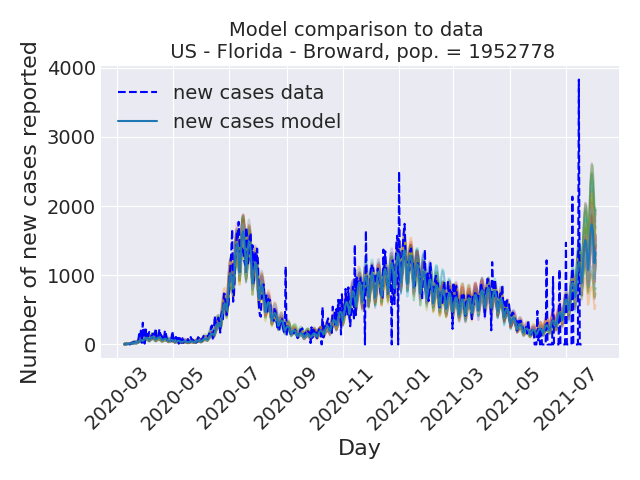 Model comparison to data
US - Florida - Broward, pop. = 1952778
Number of new cases reported
4000
3000
2000
1000
0
new cases data
new cases model
2020-03
2020-05
2020-07
2020-09
2020-11
2021-01
2021-03
2021-05
2021-07
Day